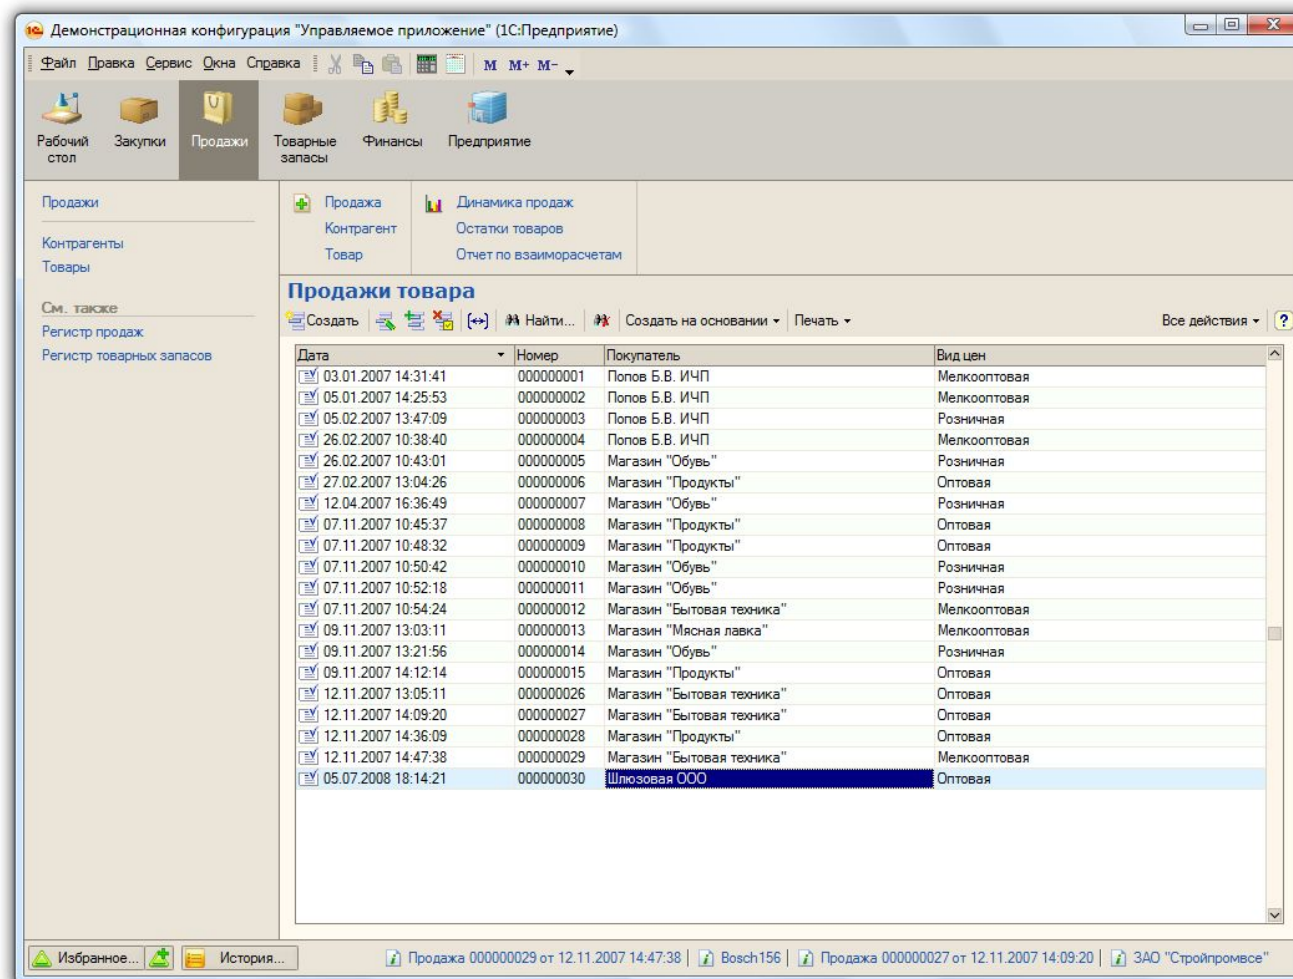 Демонстрационная конфигурация "Управляемое приложение" (1С:Предприятие)
Файл Правка Сервис Окна Справка M M+ M-
Рабочий стол Закупки Продажи Товарные запасы Финансы Предприятие
Продажи
Контрагенты
Товары
См. также
Регистр продаж
Регистр товарных запасов
Продажа Динамика продаж
Контрагент Остатки товаров
Товар Отчет по взаиморасчетам
Продажи товара
Создать Найти... Создать на основании Печать Все действия ?
Дата Номер Покупатель Вид цен
03.01.2007 14:31:41 000000001 Попов Б.В. ИЧП Мелкооптовая
05.01.2007 14:25:53 000000002 Попов Б.В. ИЧП Мелкооптовая
05.02.2007 13:47:09 000000003 Попов Б.В. ИЧП Розничная
26.02.2007 10:38:40 000000004 Попов Б.В. ИЧП Мелкооптовая
26.02.2007 10:43:01 000000005 Магазин "Обувь" Розничная
27.02.2007 13:04:26 000000006 Магазин "Продукты" Оптовая
12.04.2007 16:36:49 000000007 Магазин "Обувь" Розничная
07.11.2007 10:45:37 000000008 Магазин "Продукты" Оптовая
07.11.2007 10:48:32 000000009 Магазин "Продукты" Оптовая
07.11.2007 10:50:42 000000010 Магазин "Обувь" Розничная
07.11.2007 10:52:18 000000011 Магазин "Обувь" Розничная
07.11.2007 10:54:24 000000012 Магазин "Бытовая техника" Мелкооптовая
09.11.2007 13:03:11 000000013 Магазин "Мясная лавка" Мелкооптовая
09.11.2007 13:21:56 000000014 Магазин "Обувь" Розничная
09.11.2007 14:12:14 000000015 Магазин "Продукты" Оптовая
12.11.2007 13:05:11 000000026 Магазин "Бытовая техника" Оптовая
12.11.2007 14:09:20 000000027 Магазин "Бытовая техника" Оптовая
12.11.2007 14:36:09 000000028 Магазин "Продукты" Оптовая
12.11.2007 14:47:38 000000029 Магазин "Бытовая техника" Мелкооптовая
05.07.2008 18:14:21 000000030 Шлюзовая ООО Оптовая
Избранное... История... Продажа 000000029 от 12.11.2007 14:47:38 Bosch156 Продажа 000000027 от 12.11.2007 14:09:20 ЗАО "Стройпромвсе"